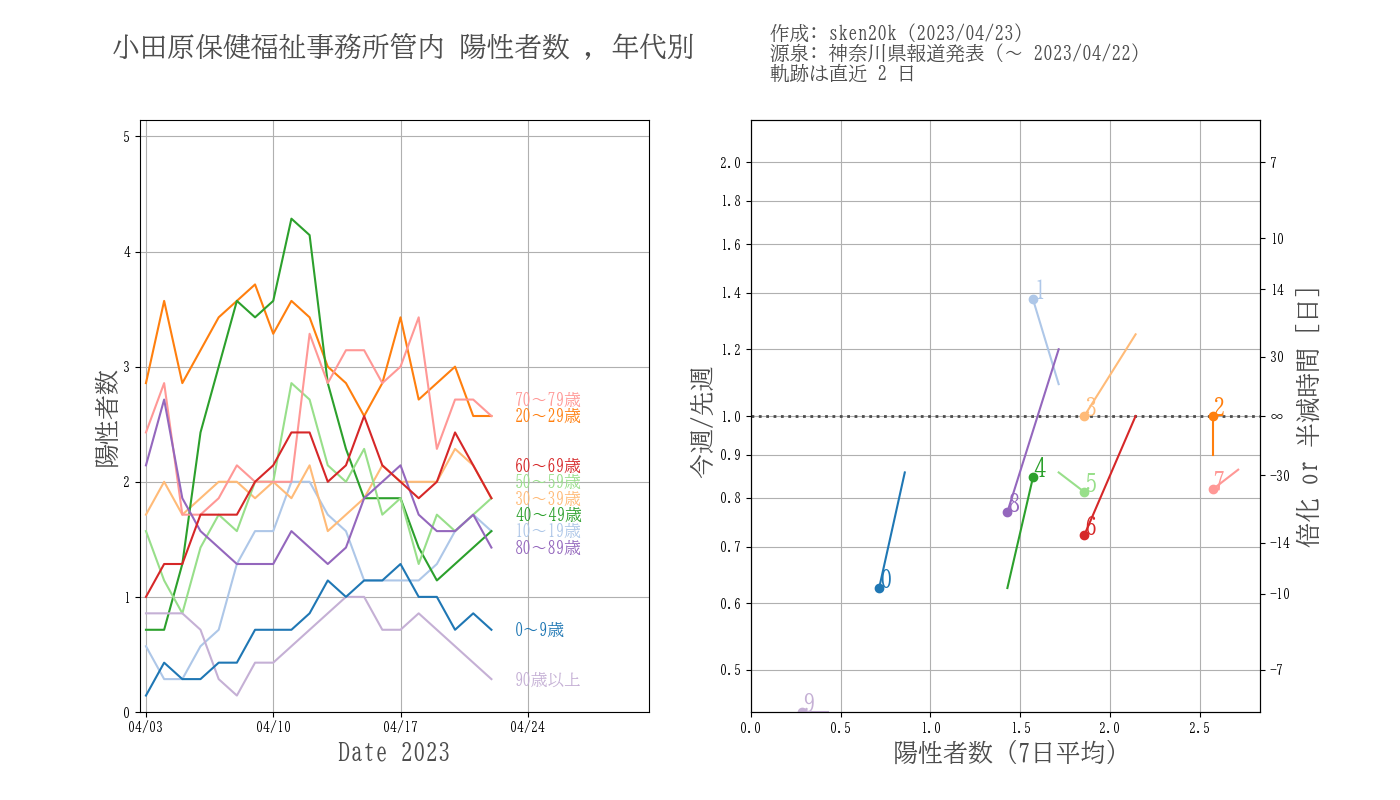 小田原保健福祉事務所管内 陽性者数 , 年代別
作成: sken20k (2023/04/23)
源泉: 神奈川県報道発表 (～ 2023/04/22)
軌跡は直近 2 日
陽性者数
5
4
3
2
1
0
04/03
04/10
04/17
04/24
Date 2023
70～79歳
20～29歳
60～69歳
50～59歳
30～39歳
40～49歳
10～19歳
80～89歳
0～9歳
90歳以上
今週/先週
2.0
1.8
1.6
1.4
1.2
1.0
0.9
0.8
0.7
0.6
0.5
0.0
0.5
1.0
1.5
2.0
2.5
陽性者数 (7日平均)
1
3
2
4
5
7
8
6
0
9
7
10
14
30
∞
−30
−14
−10
−7
倍化 or 半減時間 [日]